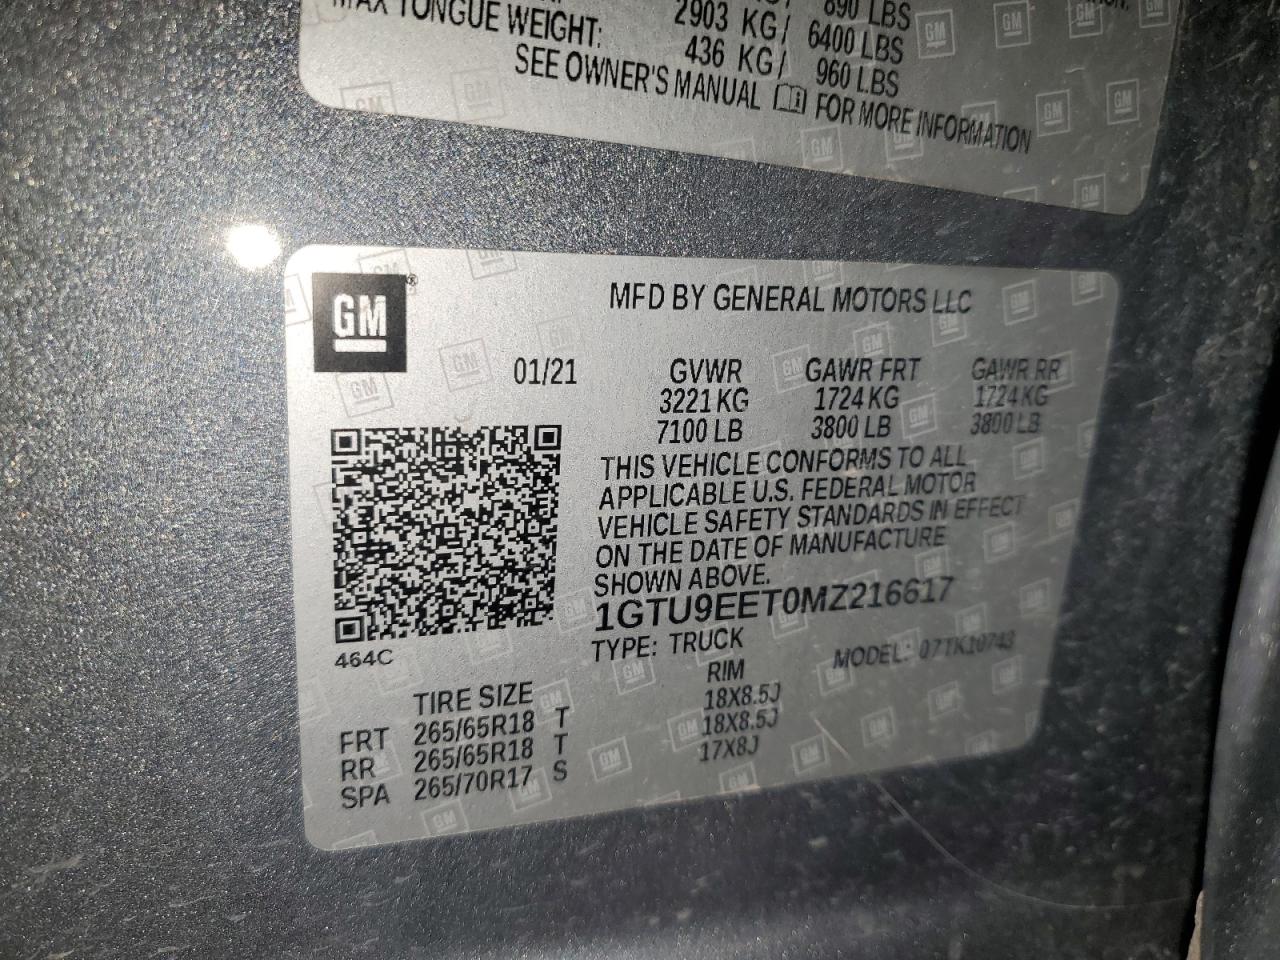 890 LBS
2903 KG/ 6400 LBS
MAX TONGUE WEIGHT: 436 KG/ 960 LBS
SEE OWNER'S MANUAL FOR MORE INFORMATION
GM®
MFD BY GENERAL MOTORS LLC
01/21 GVWR GAWR FRT GAWR RR
3221 KG 1724 KG 1724 KG
7100 LB 3800 LB 3800 LB
THIS VEHICLE CONFORMS TO ALL
APPLICABLE U.S. FEDERAL MOTOR
VEHICLE SAFETY STANDARDS IN EFFECT
ON THE DATE OF MANUFACTURE
SHOWN ABOVE.
1GTU9EET0MZ216617
TYPE: TRUCK MODEL: 07TK10743
464C
TIRE SIZE RIM
FRT 265/65R18 T 18X8.5J
RR 265/65R18 T 18X8.5J
SPA 265/70R17 S 17X8J